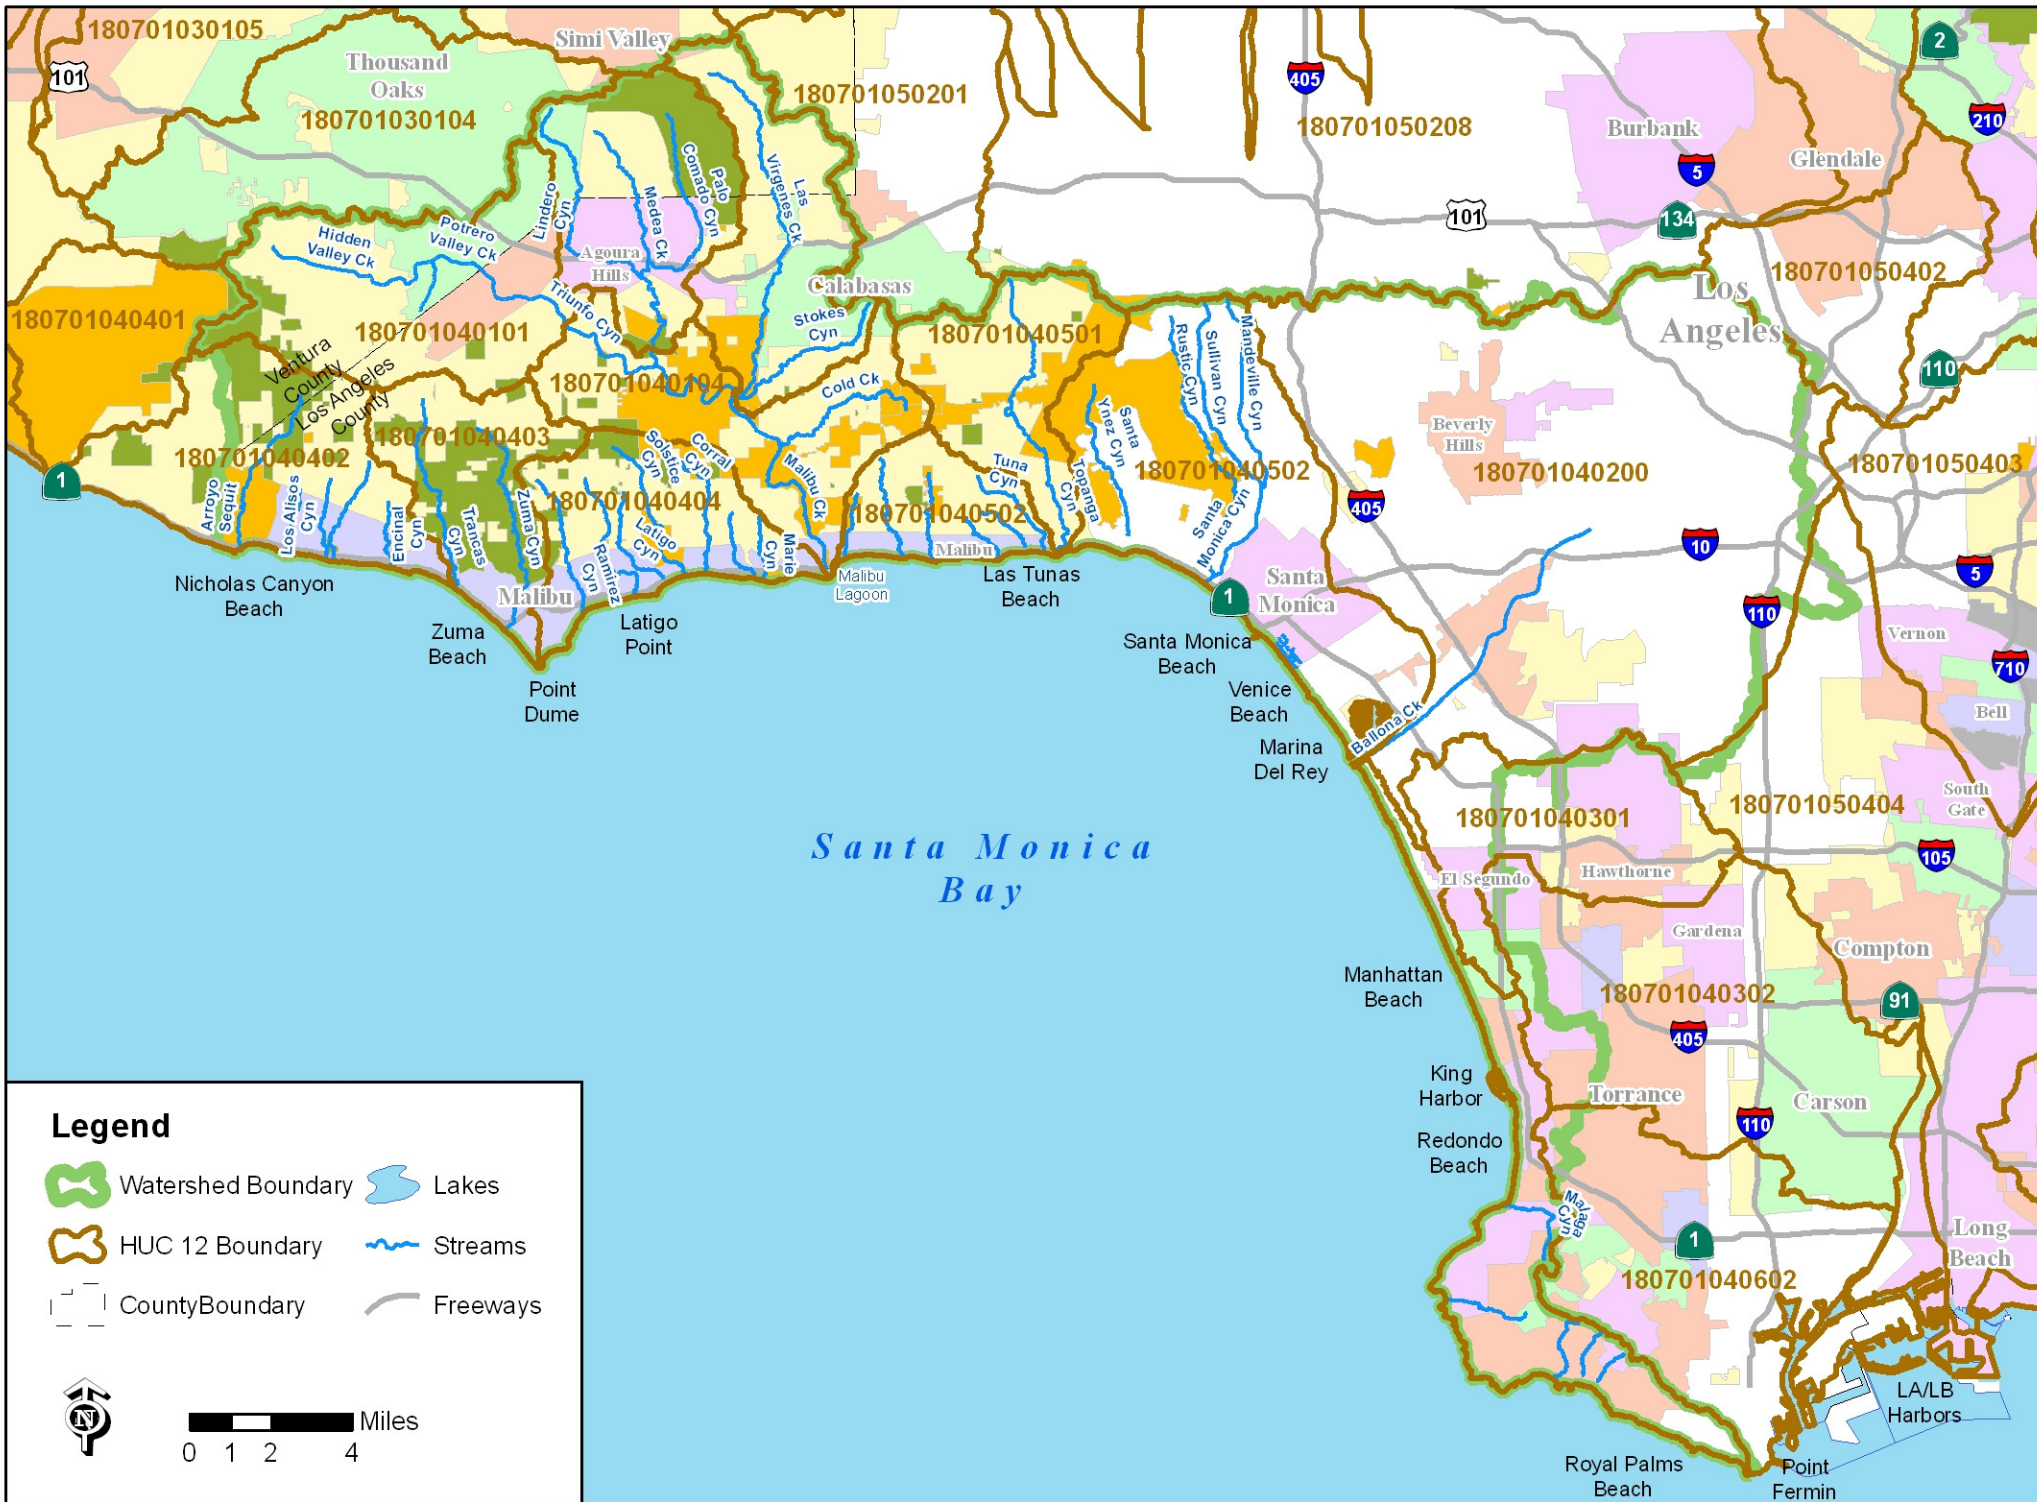 180701030105
Simi Valley
Thousand
Oaks
180701030104
101
180701050201
405
180701050208
Burbank
5
Glendale
2
210
134
101
180701050402
Los
Angeles
110
Lindero
Cyn
Medea Ck
Palo
Comado Cyn
Las
Virgenes Ck
Hidden
Valley Ck
Potrero
Valley Ck
Agoura
Hills
Triunfo Cyn
Calabasas
Stokes
Cyn
180701040401
180701040101
Ventura
County
Los Angeles
County
180701040104
Cold Ck
180701040501
Rustic Cyn
Sullivan Cyn
Mandeville Cyn
Santa
Ynez Cyn
Beverly
Hills
180701040200
180701050403
180701040402
180701040403
180701040404
Solstice
Cyn
Corral
Cyn
Malibu Ck
Tuna
Cyn
Topanga
Cyn
180701040502
180701040502
Santa
Monica Cyn
405
10
5
110
710
1
Arroyo
Sequit
Los Alisos
Cyn
Encinal
Cyn
Trancas
Cyn
Zuma Cyn
Ramirez
Cyn
Latigo
Cyn
Marie
Cyn
Malibu
Malibu
Malibu
Lagoon
Nicholas Canyon
Beach
Zuma
Beach
Point
Dume
Latigo
Point
Las Tunas
Beach
1
Santa
Monica
Santa Monica
Beach
Venice
Beach
Marina
Del Rey
Ballona Ck
Vernon
Bell
South
Gate
180701040301
180701050404
105
El Segundo
Hawthorne
Gardena
Compton
Santa Monica
Bay
Manhattan
Beach
180701040302
91
405
King
Harbor
Torrance
Carson
110
Redondo
Beach
Malaga
Cyn
1
Long
Beach
180701040602
LA/LB
Harbors
Royal Palms
Beach
Point
Fermin
Legend
Watershed Boundary
Lakes
HUC 12 Boundary
Streams
CountyBoundary
Freeways
N
Miles
0 1 2 4